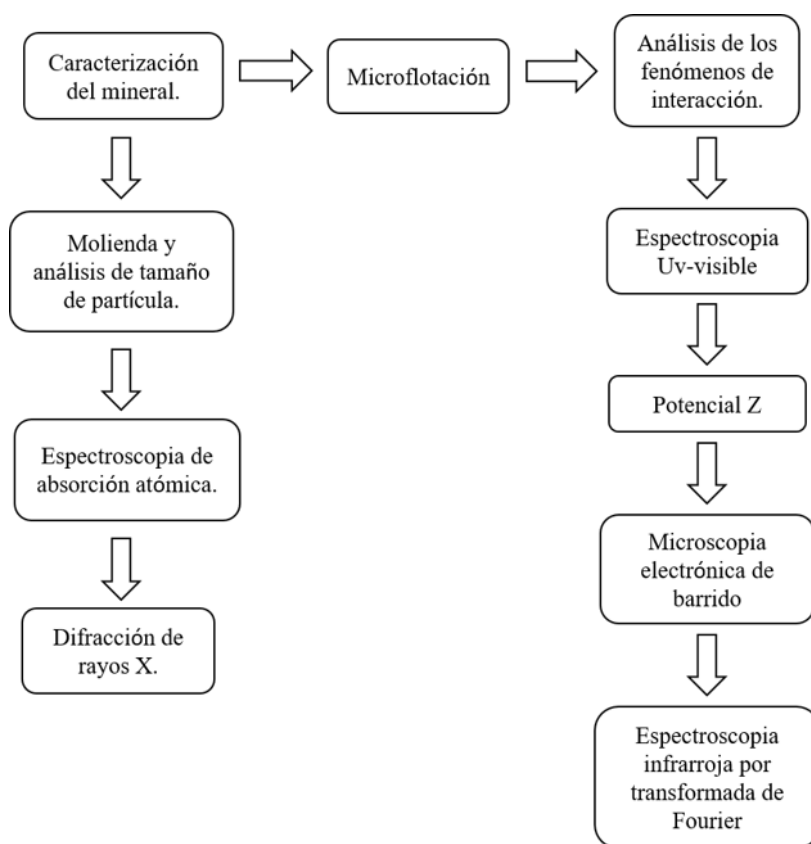 Caracterización
del mineral.
Microflotación
Análisis de los
fenómenos de
interacción.
Molienda y
análisis de tamaño
de partícula.
Espectroscopia de
absorción atómica.
Difracción de
rayos X.
Espectroscopia
Uv-visible
Potencial Z
Microscopia
electrónica de
barrido
Espectroscopia
infrarroja por
transformada de
Fourier